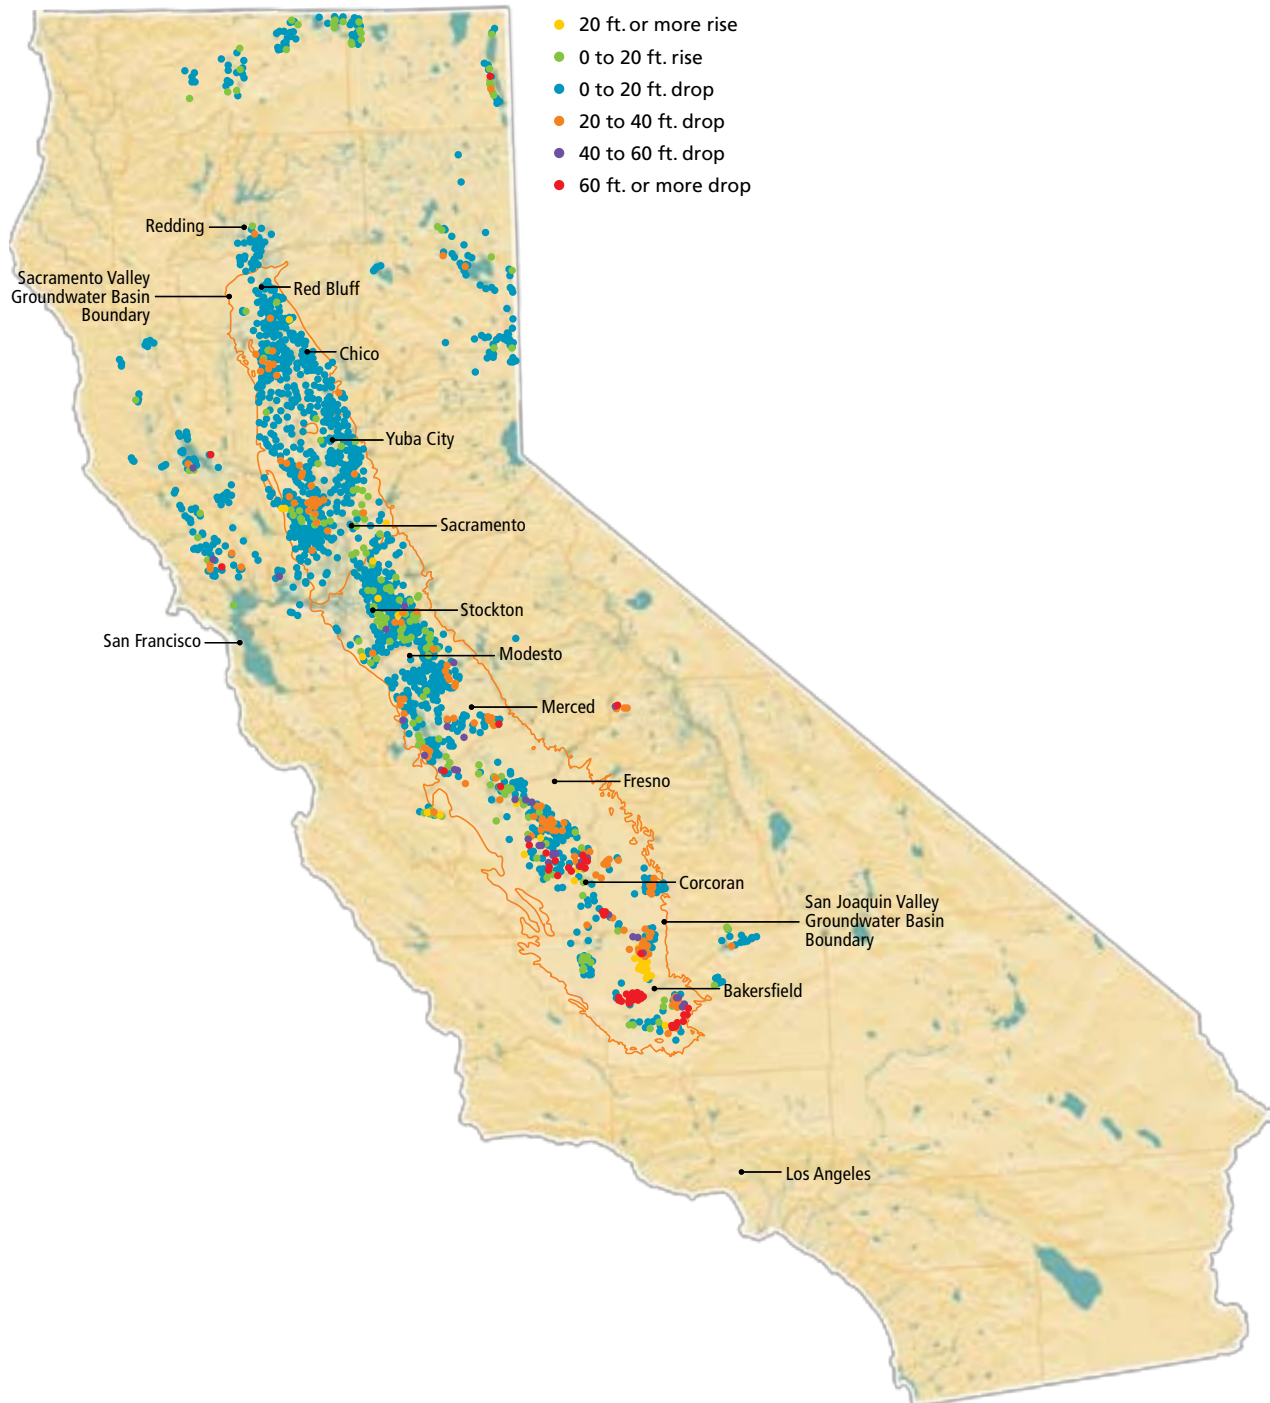 20 ft. or more rise
0 to 20 ft. rise
0 to 20 ft. drop
20 to 40 ft. drop
40 to 60 ft. drop
60 ft. or more drop
Redding
Sacramento Valley
Groundwater Basin
Boundary
Red Bluff
Chico
Yuba City
Sacramento
Stockton
San Francisco
Modesto
Merced
Fresno
Corcoran
San Joaquin Valley
Groundwater Basin
Boundary
Bakersfield
Los Angeles